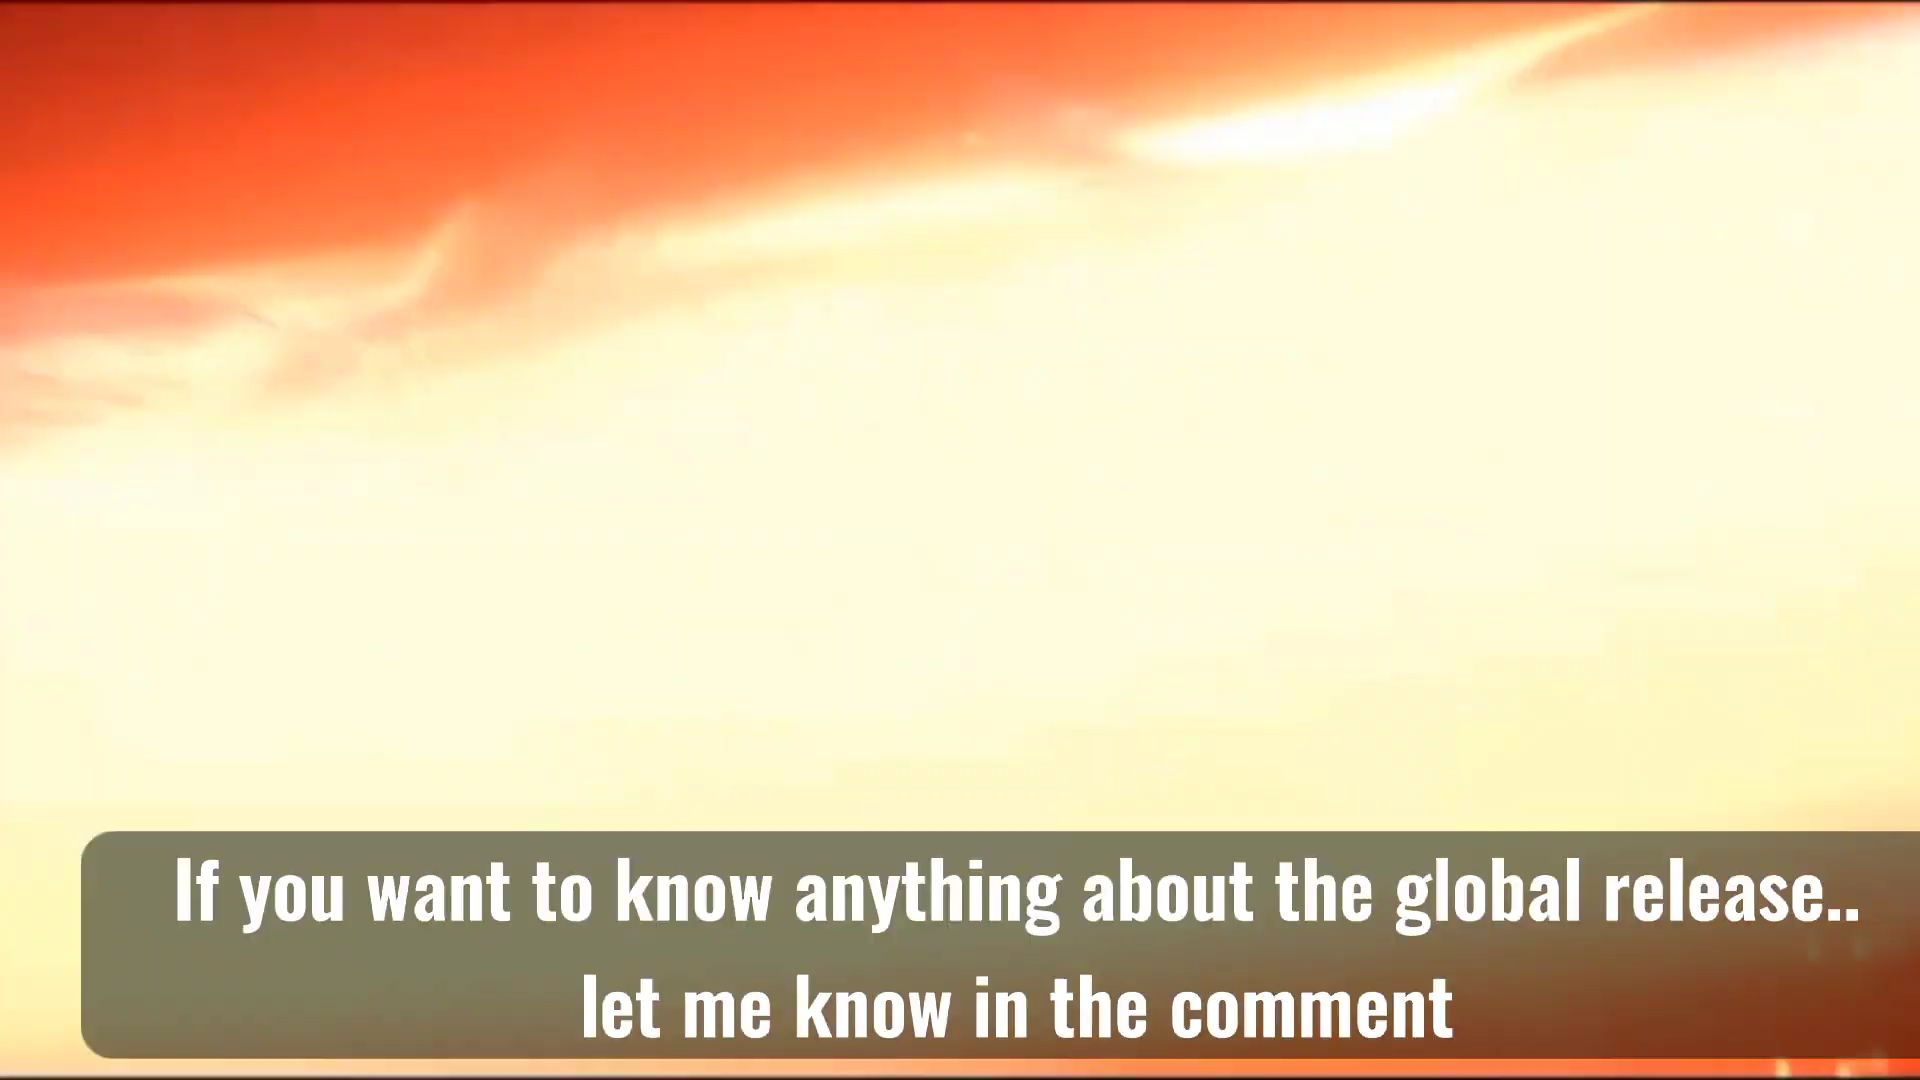 If you want to know anything about the global release..
let me know in the comment